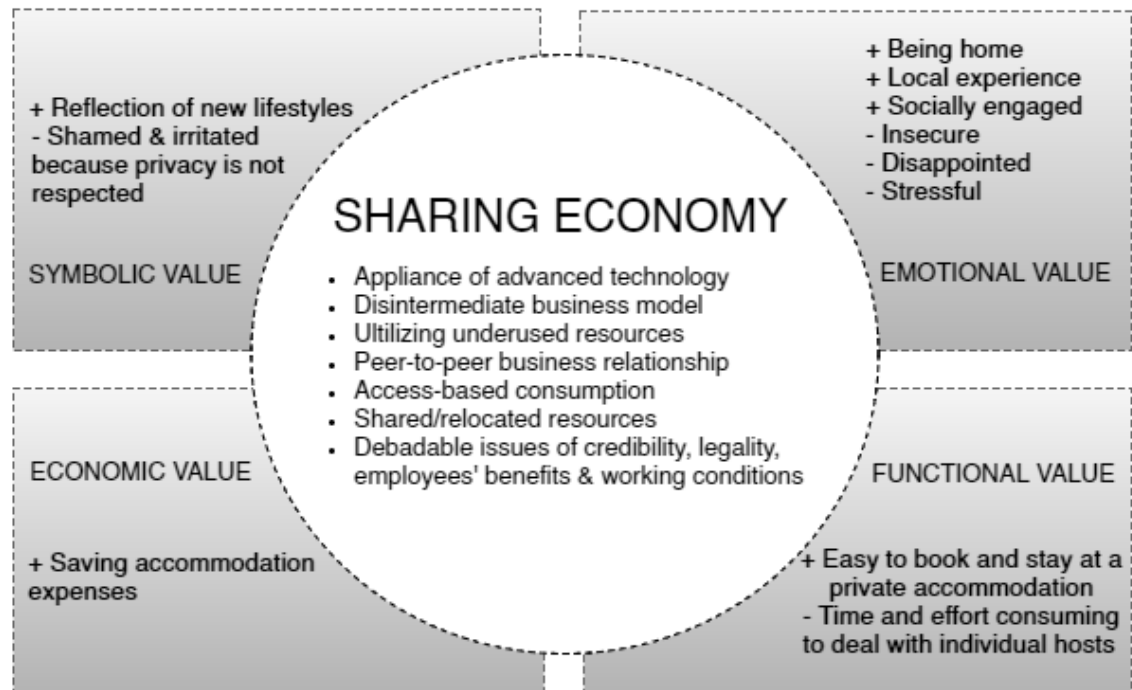 + Reflection of new lifestyles
- Shamed & irritated
because privacy is not
respected
SYMBOLIC VALUE
+ Being home
+ Local experience
+ Socially engaged
- Insecure
- Disappointed
- Stressful
EMOTIONAL VALUE
SHARING ECONOMY
• Appliance of advanced technology
• Disintermediate business model
• Ultilizing underused resources
• Peer-to-peer business relationship
• Access-based consumption
• Shared/relocated resources
• Debadable issues of credibility, legality,
employees' benefits & working conditions
ECONOMIC VALUE
+ Saving accommodation
expenses
FUNCTIONAL VALUE
+ Easy to book and stay at a
private accommodation
- Time and effort consuming
to deal with individual hosts